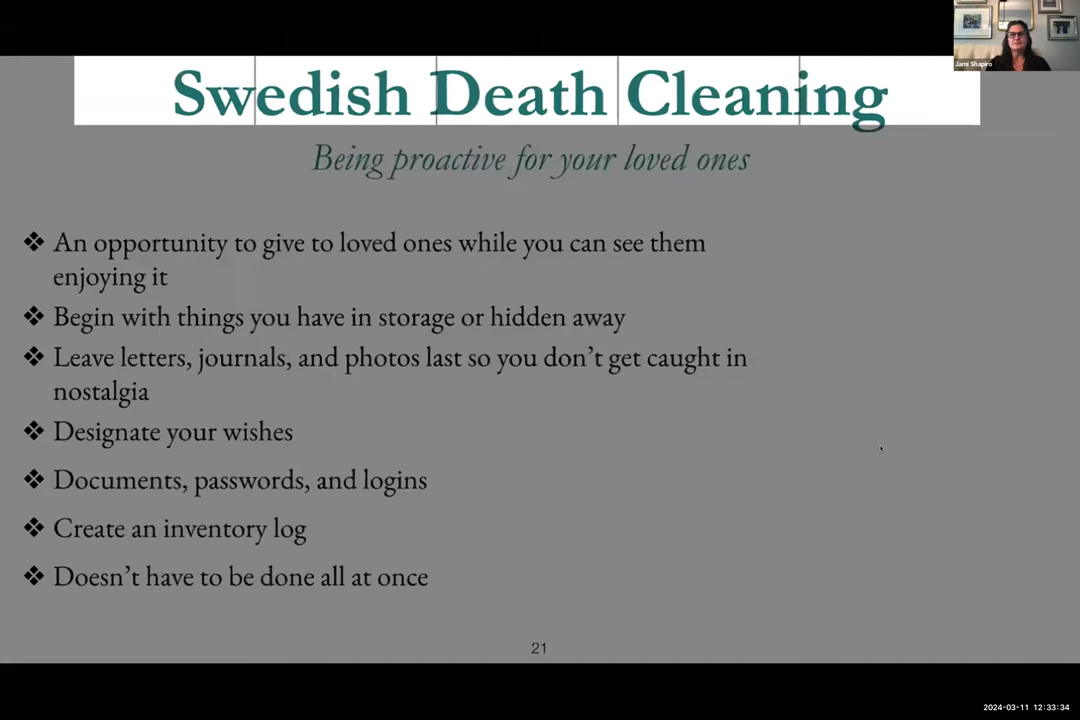 Jami Shapiro
Swedish Death Cleaning
Being proactive for your loved ones
❖ An opportunity to give to loved ones while you can see them
enjoying it
❖ Begin with things you have in storage or hidden away
❖ Leave letters, journals, and photos last so you don’t get caught in
nostalgia
❖ Designate your wishes
❖ Documents, passwords, and logins
❖ Create an inventory log
❖ Doesn’t have to be done all at once
21
2024-03-11 12:33:34